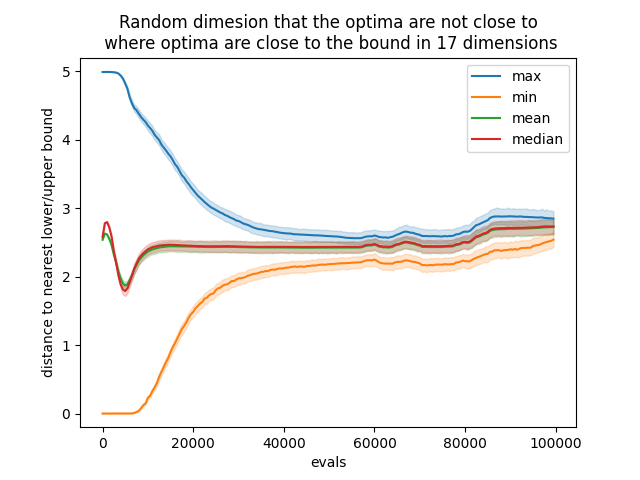 Random dimesion that the optima are not close to
where optima are close to the bound in 17 dimensions
distance to nearest lower/upper bound
5
4
3
2
1
0
max
min
mean
median
0 20000 40000 60000 80000 100000
evals